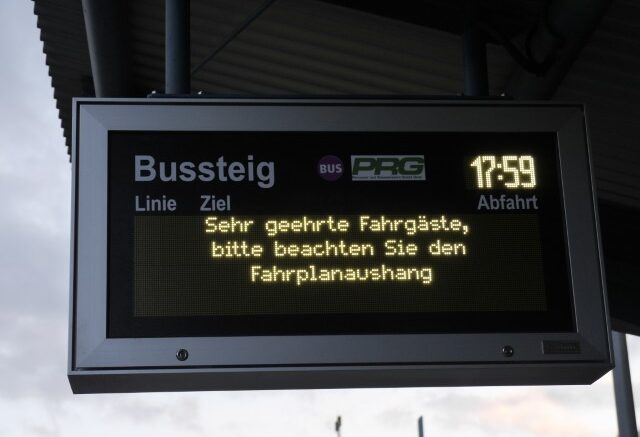 Bussteig BUS PRG 17:59
Linie Ziel Abfahrt
Sehr geehrte Fahrgäste,
bitte beachten Sie den
Fahrplanaushang